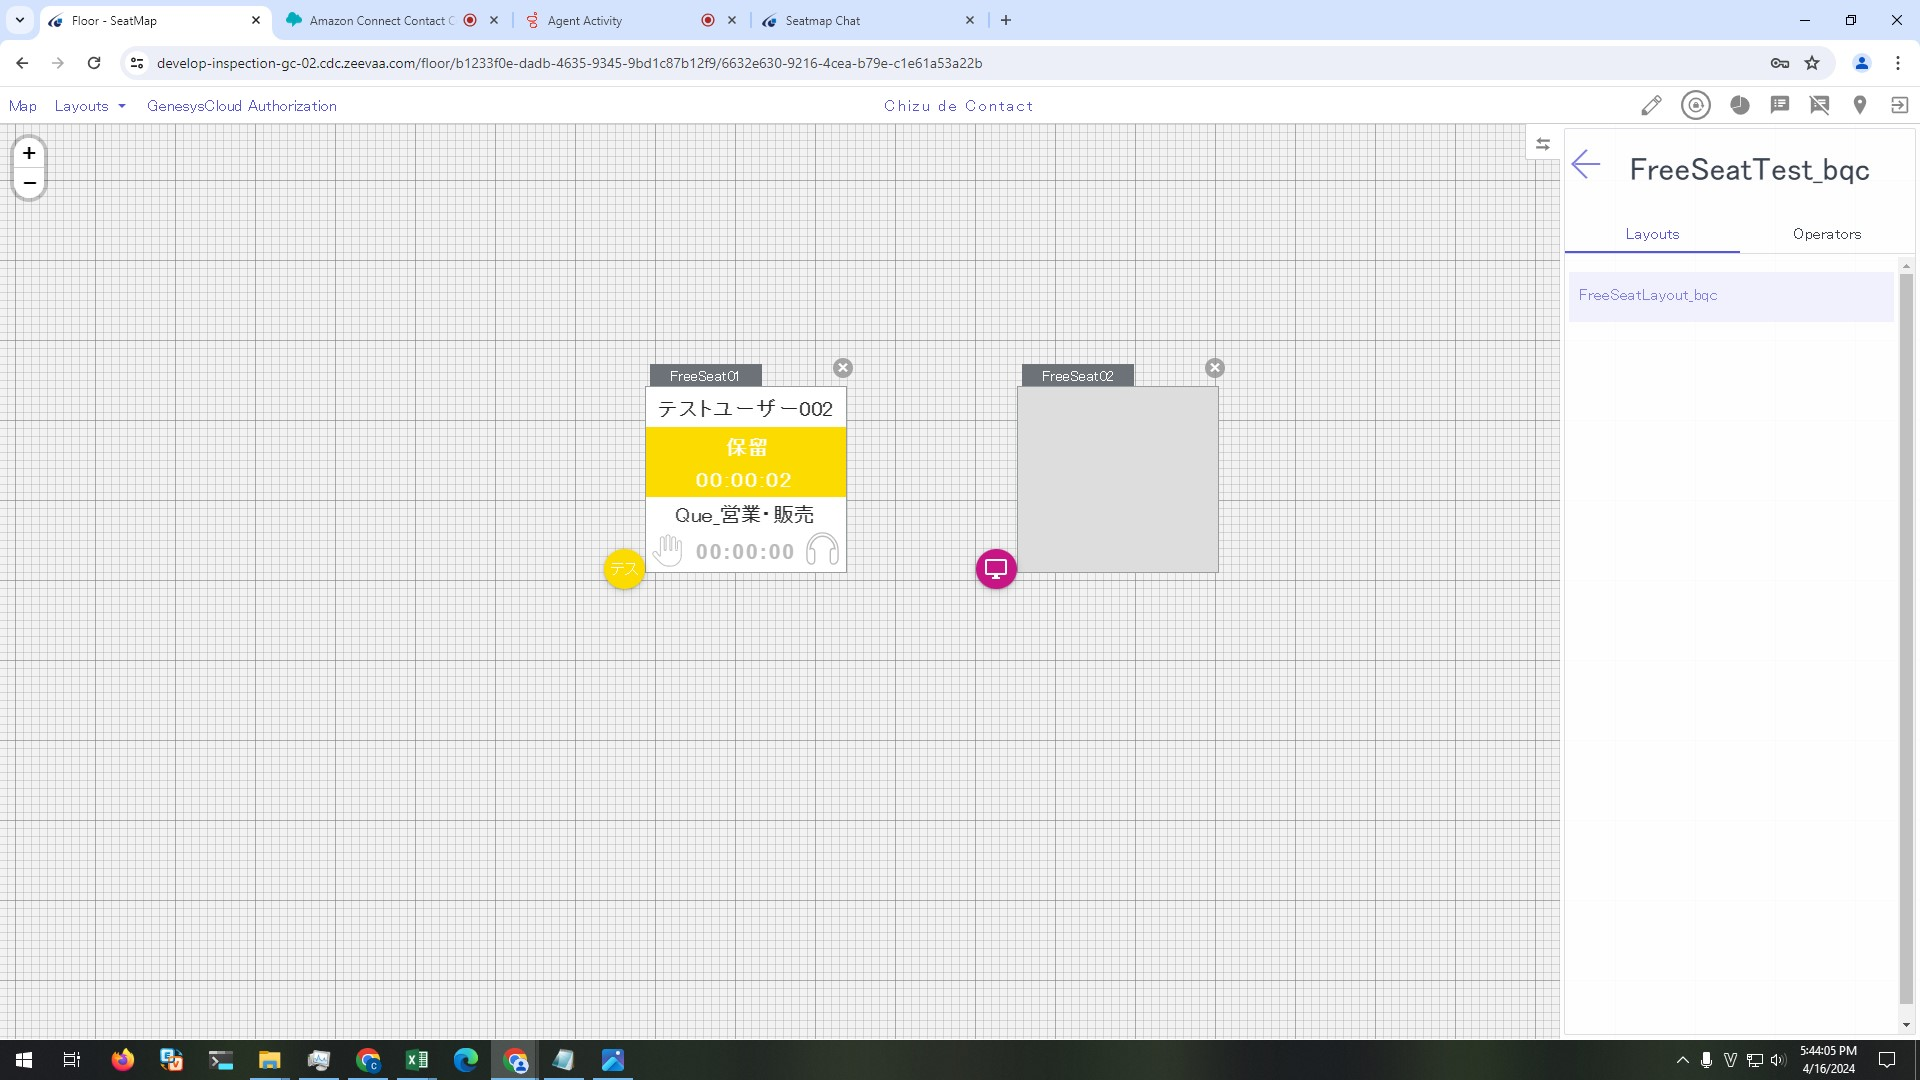 Floor - SeatMap
Amazon Connect Contact C
Agent Activity
Seatmap Chat
develop-inspection-gc-02.cdc.zeevaa.com/floor/b1233f0e-dadb-4635-9345-9bd1c87b12f9/6632e630-9216-4cea-b79e-c1e61a53a22b
Map
Layouts
GenesysCloud Authorization
Chizu de Contact
+
−
FreeSeatTest_bqc
Layouts
Operators
FreeSeatLayout_bqc
FreeSeat01
テストユーザー002
保留
00:00:02
Que_営業・販売
00:00:00
テス
FreeSeat02
5:44:05 PM
4/16/2024